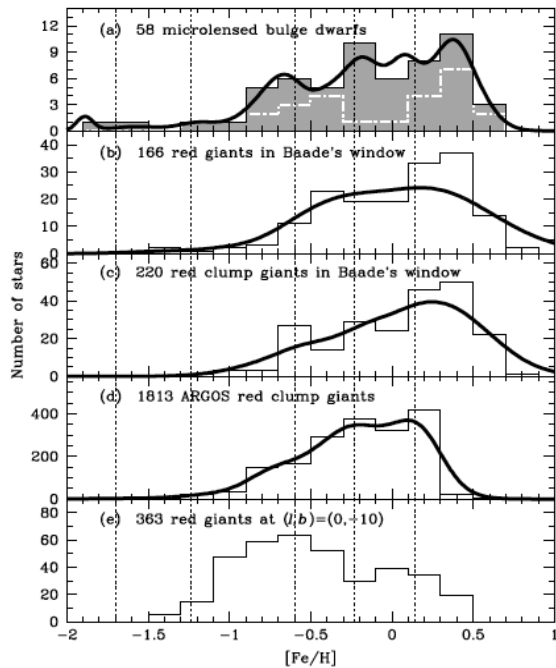 (a) 58 microlensed bulge dwarfs
12
9
6
3
0
(b) 166 red giants in Baade's window
40
30
20
10
0
(c) 220 red clump giants in Baade's window
60
40
20
0
(d) 1813 ARGOS red clump giants
400
200
0
(e) 363 red giants at (l,b)=(0,-10)
80
60
40
20
0
Number of stars
-2 -1.5 -1 -0.5 0 0.5 1
[Fe/H]